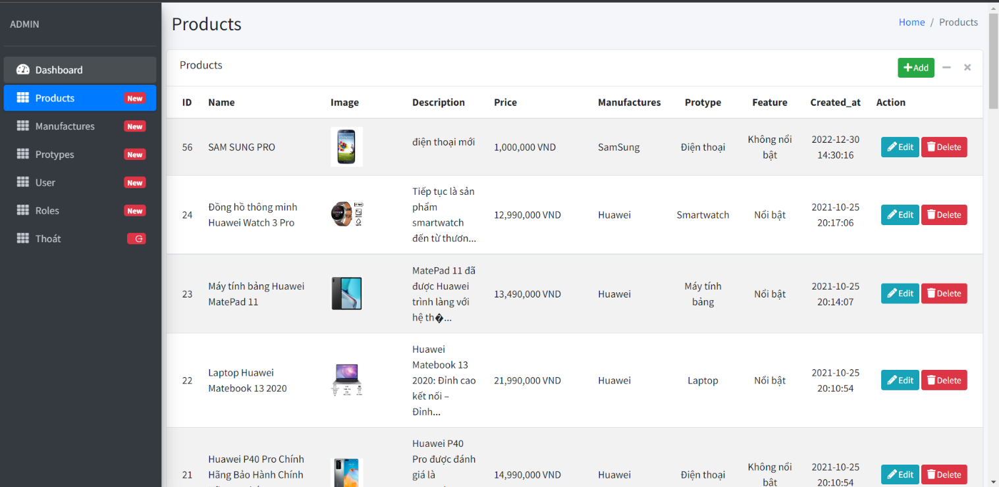 ADMIN
Dashboard
Products New
Manufactures New
Protypes New
User New
Roles New
Thoát
Products
Home / Products
Products
Add
ID Name Image Description Price Manufactures Protype Feature Created_at Action
56 SAM SUNG PRO điện thoại mới 1,000,000 VND SamSung Điện thoại Không nổi
bật 2022-12-30
14:30:16 Edit Delete
24 Đồng hồ thông minh
Huawei Watch 3 Pro Tiếp tục là sản
phẩm
smartwatch
đến từ thươn... 12,990,000 VND Huawei Smartwatch Nổi bật 2021-10-25
20:17:06 Edit Delete
23 Máy tính bảng Huawei
MatePad 11 MatePad 11 đã
được Huawei
trình làng với
hệ th�... 13,490,000 VND Huawei Máy tính
bảng Nổi bật 2021-10-25
20:14:07 Edit Delete
22 Laptop Huawei
Matebook 13 2020 Huawei
Matebook 13
2020: Đỉnh cao
kết nối –
Đỉnh... 21,990,000 VND Huawei Laptop Nổi bật 2021-10-25
20:10:54 Edit Delete
21 Huawei P40 Pro Chính
Hãng Bảo Hành Chính
Huawei P40
Pro được đánh
giá là 14,990,000 VND Huawei Điện thoại Không nổi
bật 2021-10-25
20:10:54 Edit Delete